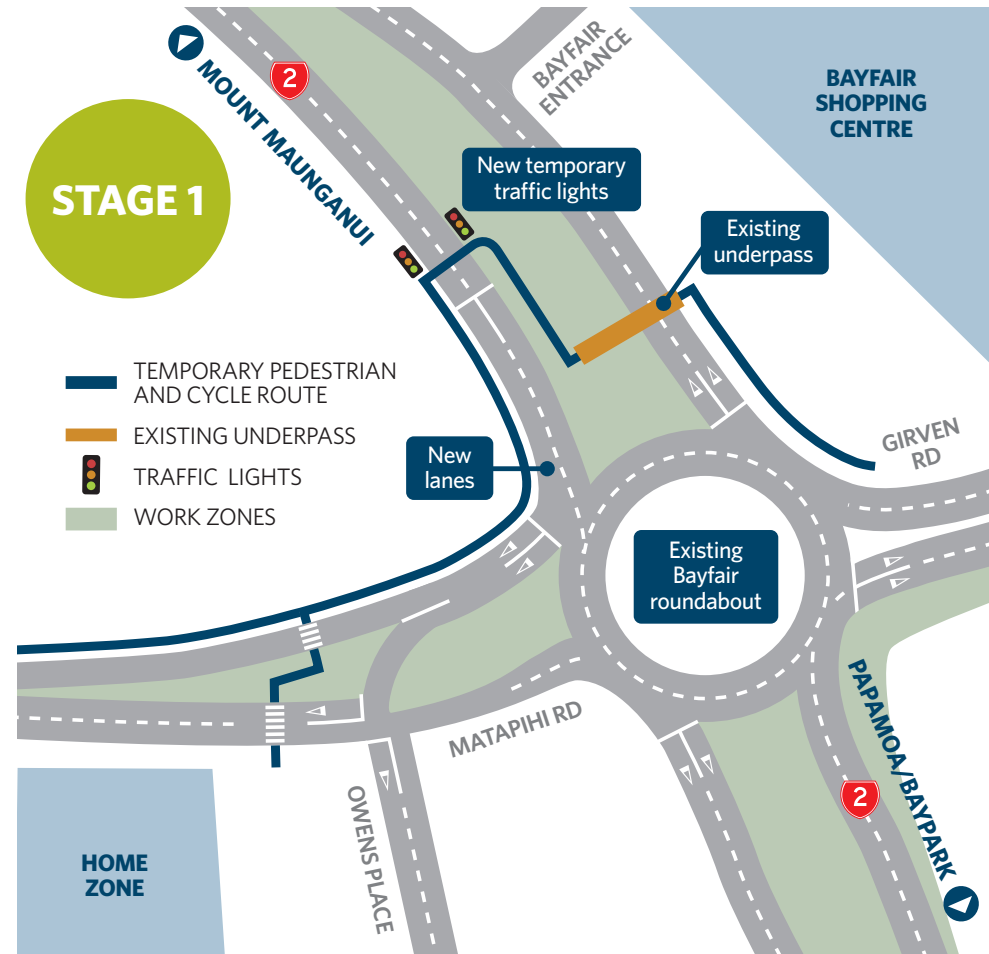 2
MOUNT MAUNGANUI
BAYFAIR
ENTRANCE
BAYFAIR
SHOPPING
CENTRE
STAGE 1
New temporary
traffic lights
Existing
underpass
TEMPORARY PEDESTRIAN
AND CYCLE ROUTE
EXISTING UNDERPASS
TRAFFIC LIGHTS
WORK ZONES
New
lanes
GIRVEN
RD
Existing
Bayfair
roundabout
MATAPIHI RD
PAPAMOA/BAYPARK
2
OWENS PLACE
HOME
ZONE